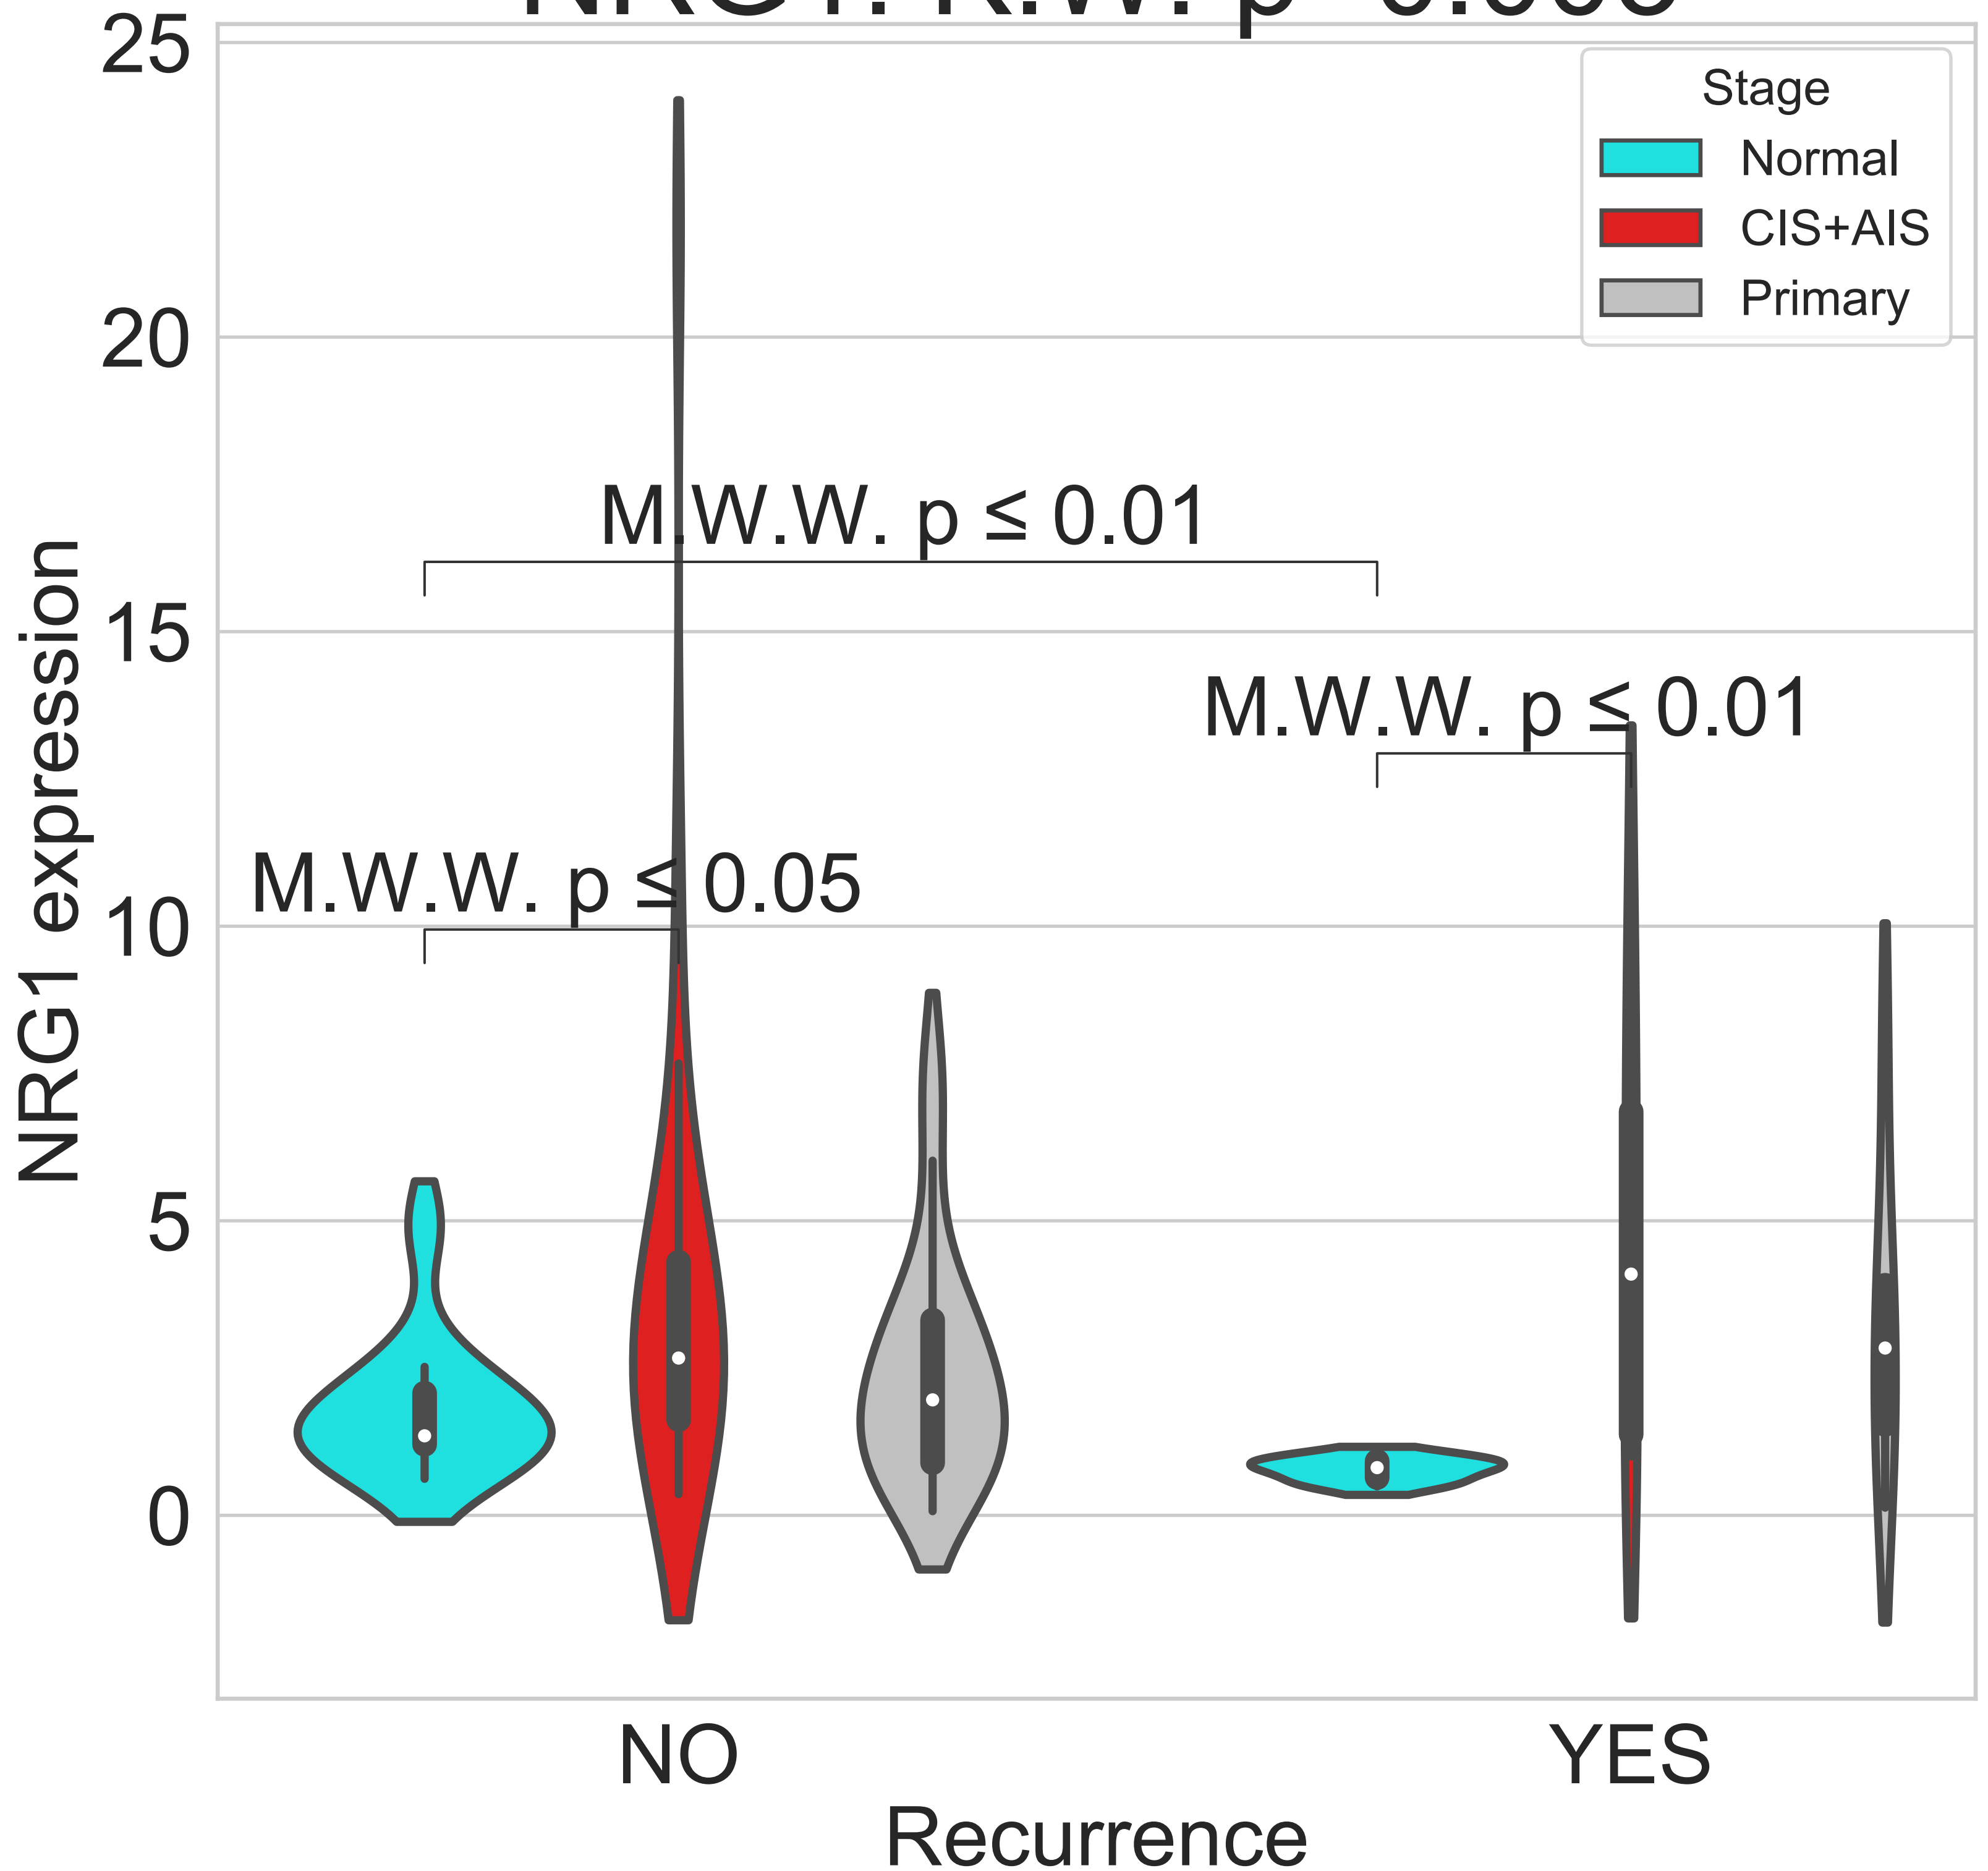 25
Stage
Normal
CIS+AIS
Primary
20
M.W.W. p ≤ 0.01
15
M.W.W. p ≤ 0.01
M.W.W. p ≤ 0.05
10
5
0
NRG1 expression
NO
YES
Recurrence